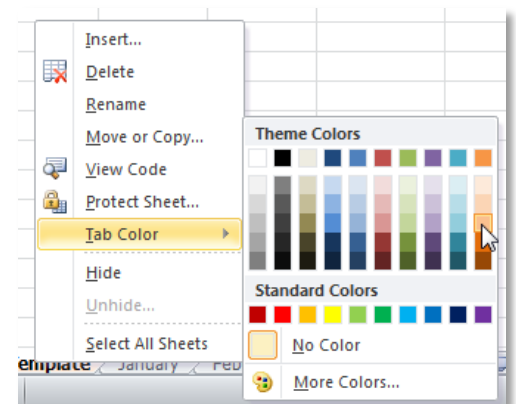 Insert...
Delete
Rename
Move or Copy...
View Code
Protect Sheet...
Tab Color
Hide
Unhide...
Select All Sheets
Theme Colors
Standard Colors
No Color
More Colors...
January
Feb